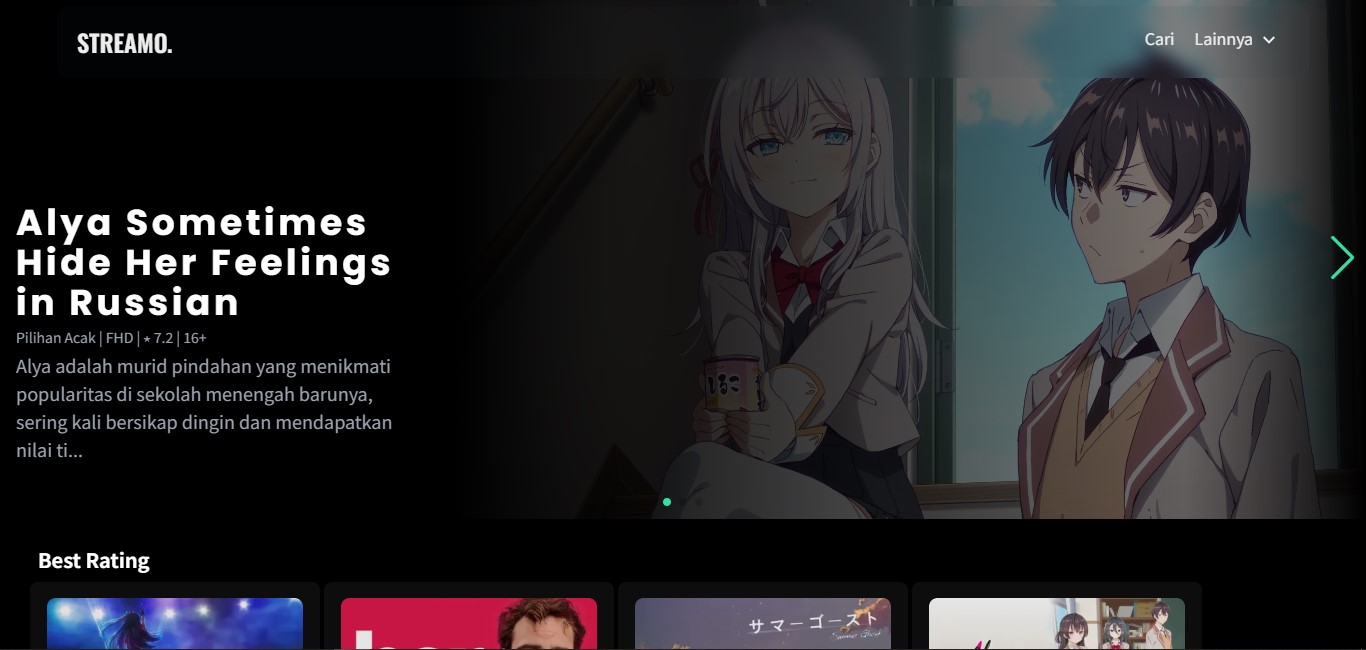 STREAMO.
Cari
Lainnya
Alya Sometimes
Hide Her Feelings
in Russian
Pilihan Acak | FHD | ⭑ 7.2 | 16+
Alya adalah murid pindahan yang menikmati
popularitas di sekolah menengah barunya,
sering kali bersikap dingin dan mendapatkan
nilai ti...
Best Rating
サマーゴースト
Summer Ghost